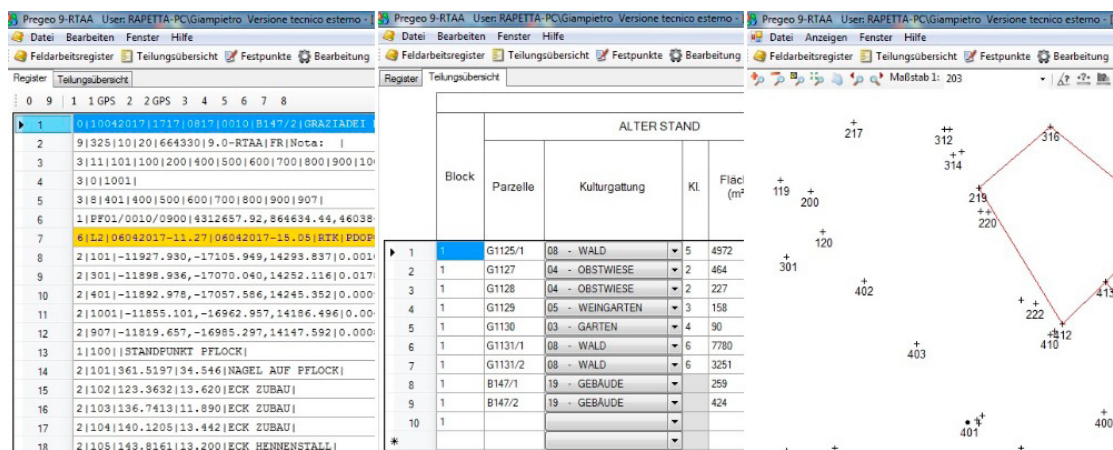 Pregeo 9-RTAA User: RAPETTA-PC\Giampietro Versione tecnico esterno - [
Datei Bearbeiten Fenster Hilfe
Feldarbeitsregister Teilungsübersicht Festpunkte Bearbeitung
Register Teilungsübersicht
0 9 1 1 GPS 2 2 GPS 3 4 5 6 7 8
1 0|10042017|1717|0817|0010|B147/2|GRAZIADEI
2 9|325|10|20|664330|9.0-RTAA|FR|Nota: |
3 3|11|101|100|200|400|500|600|700|800|900|10
4 3|0|1001|
5 3|8|401|400|500|600|700|800|900|907|
6 1|PF01/0010/0900|4312657.92,864634.44,46038
7 6|L2|06042017-11.27|06042017-15.05|RTK|PDOP
8 2|101|-11927.930,-17105.949,14293.837|0.001
9 2|301|-11898.936,-17070.040,14252.116|0.017
10 2|401|-11892.978,-17057.586,14245.352|0.000
11 2|1001|-11855.101,-16962.957,14186.496|0.00
12 2|907|-11819.657,-16985.297,14147.592|0.000
13 1|100||STANDPUNKT PFLOCK|
14 2|101|361.5197|34.546|NAGEL AUF PFLOCK|
15 2|102|123.3632|13.620|ECK ZUBAU|
16 2|103|136.7413|11.890|ECK ZUBAU|
17 2|104|140.1205|13.442|ECK ZUBAU|
18 2|105|143.8161|13.200|ECK HENNENSTALL|
Pregeo 9-RTAA User: RAPETTA-PC\Giampietro Versione tecnico esterno - [
Datei Bearbeiten Fenster Hilfe
Feldarbeitsregister Teilungsübersicht Festpunkte Bearbeitung
Register Teilungsübersicht
ALTER STAND
Block Parzelle Kulturgattung Kl. Fläc
(m²
1 1 G1125/1 08 - WALD 5 4972
2 1 G1127 04 - OBSTWIESE 2 464
3 1 G1128 04 - OBSTWIESE 2 227
4 1 G1129 05 - WEINGARTEN 3 158
5 1 G1130 03 - GARTEN 4 90
6 1 G1131/1 08 - WALD 6 7780
7 1 G1131/2 08 - WALD 6 3251
8 1 B147/1 19 - GEBÄUDE 259
9 1 B147/2 19 - GEBÄUDE 424
10 1
*
Pregeo 9-RTAA User: RAPETTA-PC\Giampietro Versione tecnico esterno - [
Datei Anzeigen Fenster Hilfe
Feldarbeitsregister Teilungsübersicht Festpunkte Bearbeitung
Maßstab 1: 203
217
312
316
314
119
200
219
220
120
301
402
413
222
412
410
403
401
400